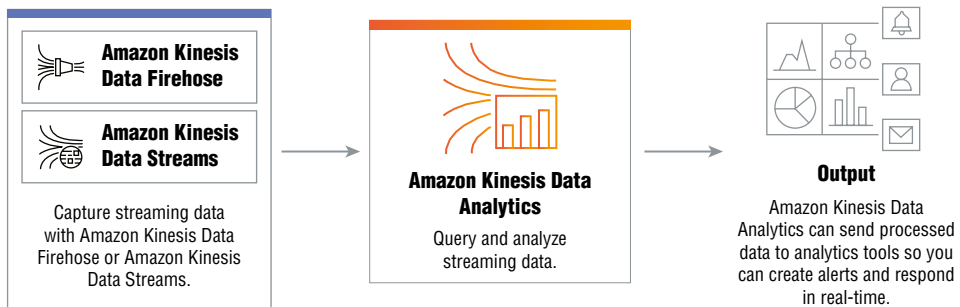 Amazon Kinesis
Data Firehose
Amazon Kinesis
Data Streams
Capture streaming data
with Amazon Kinesis Data
Firehose or Amazon Kinesis
Data Streams.
Amazon Kinesis Data
Analytics
Query and analyze
streaming data.
Output
Amazon Kinesis Data
Analytics can send processed
data to analytics tools so you
can create alerts and respond
in real-time.